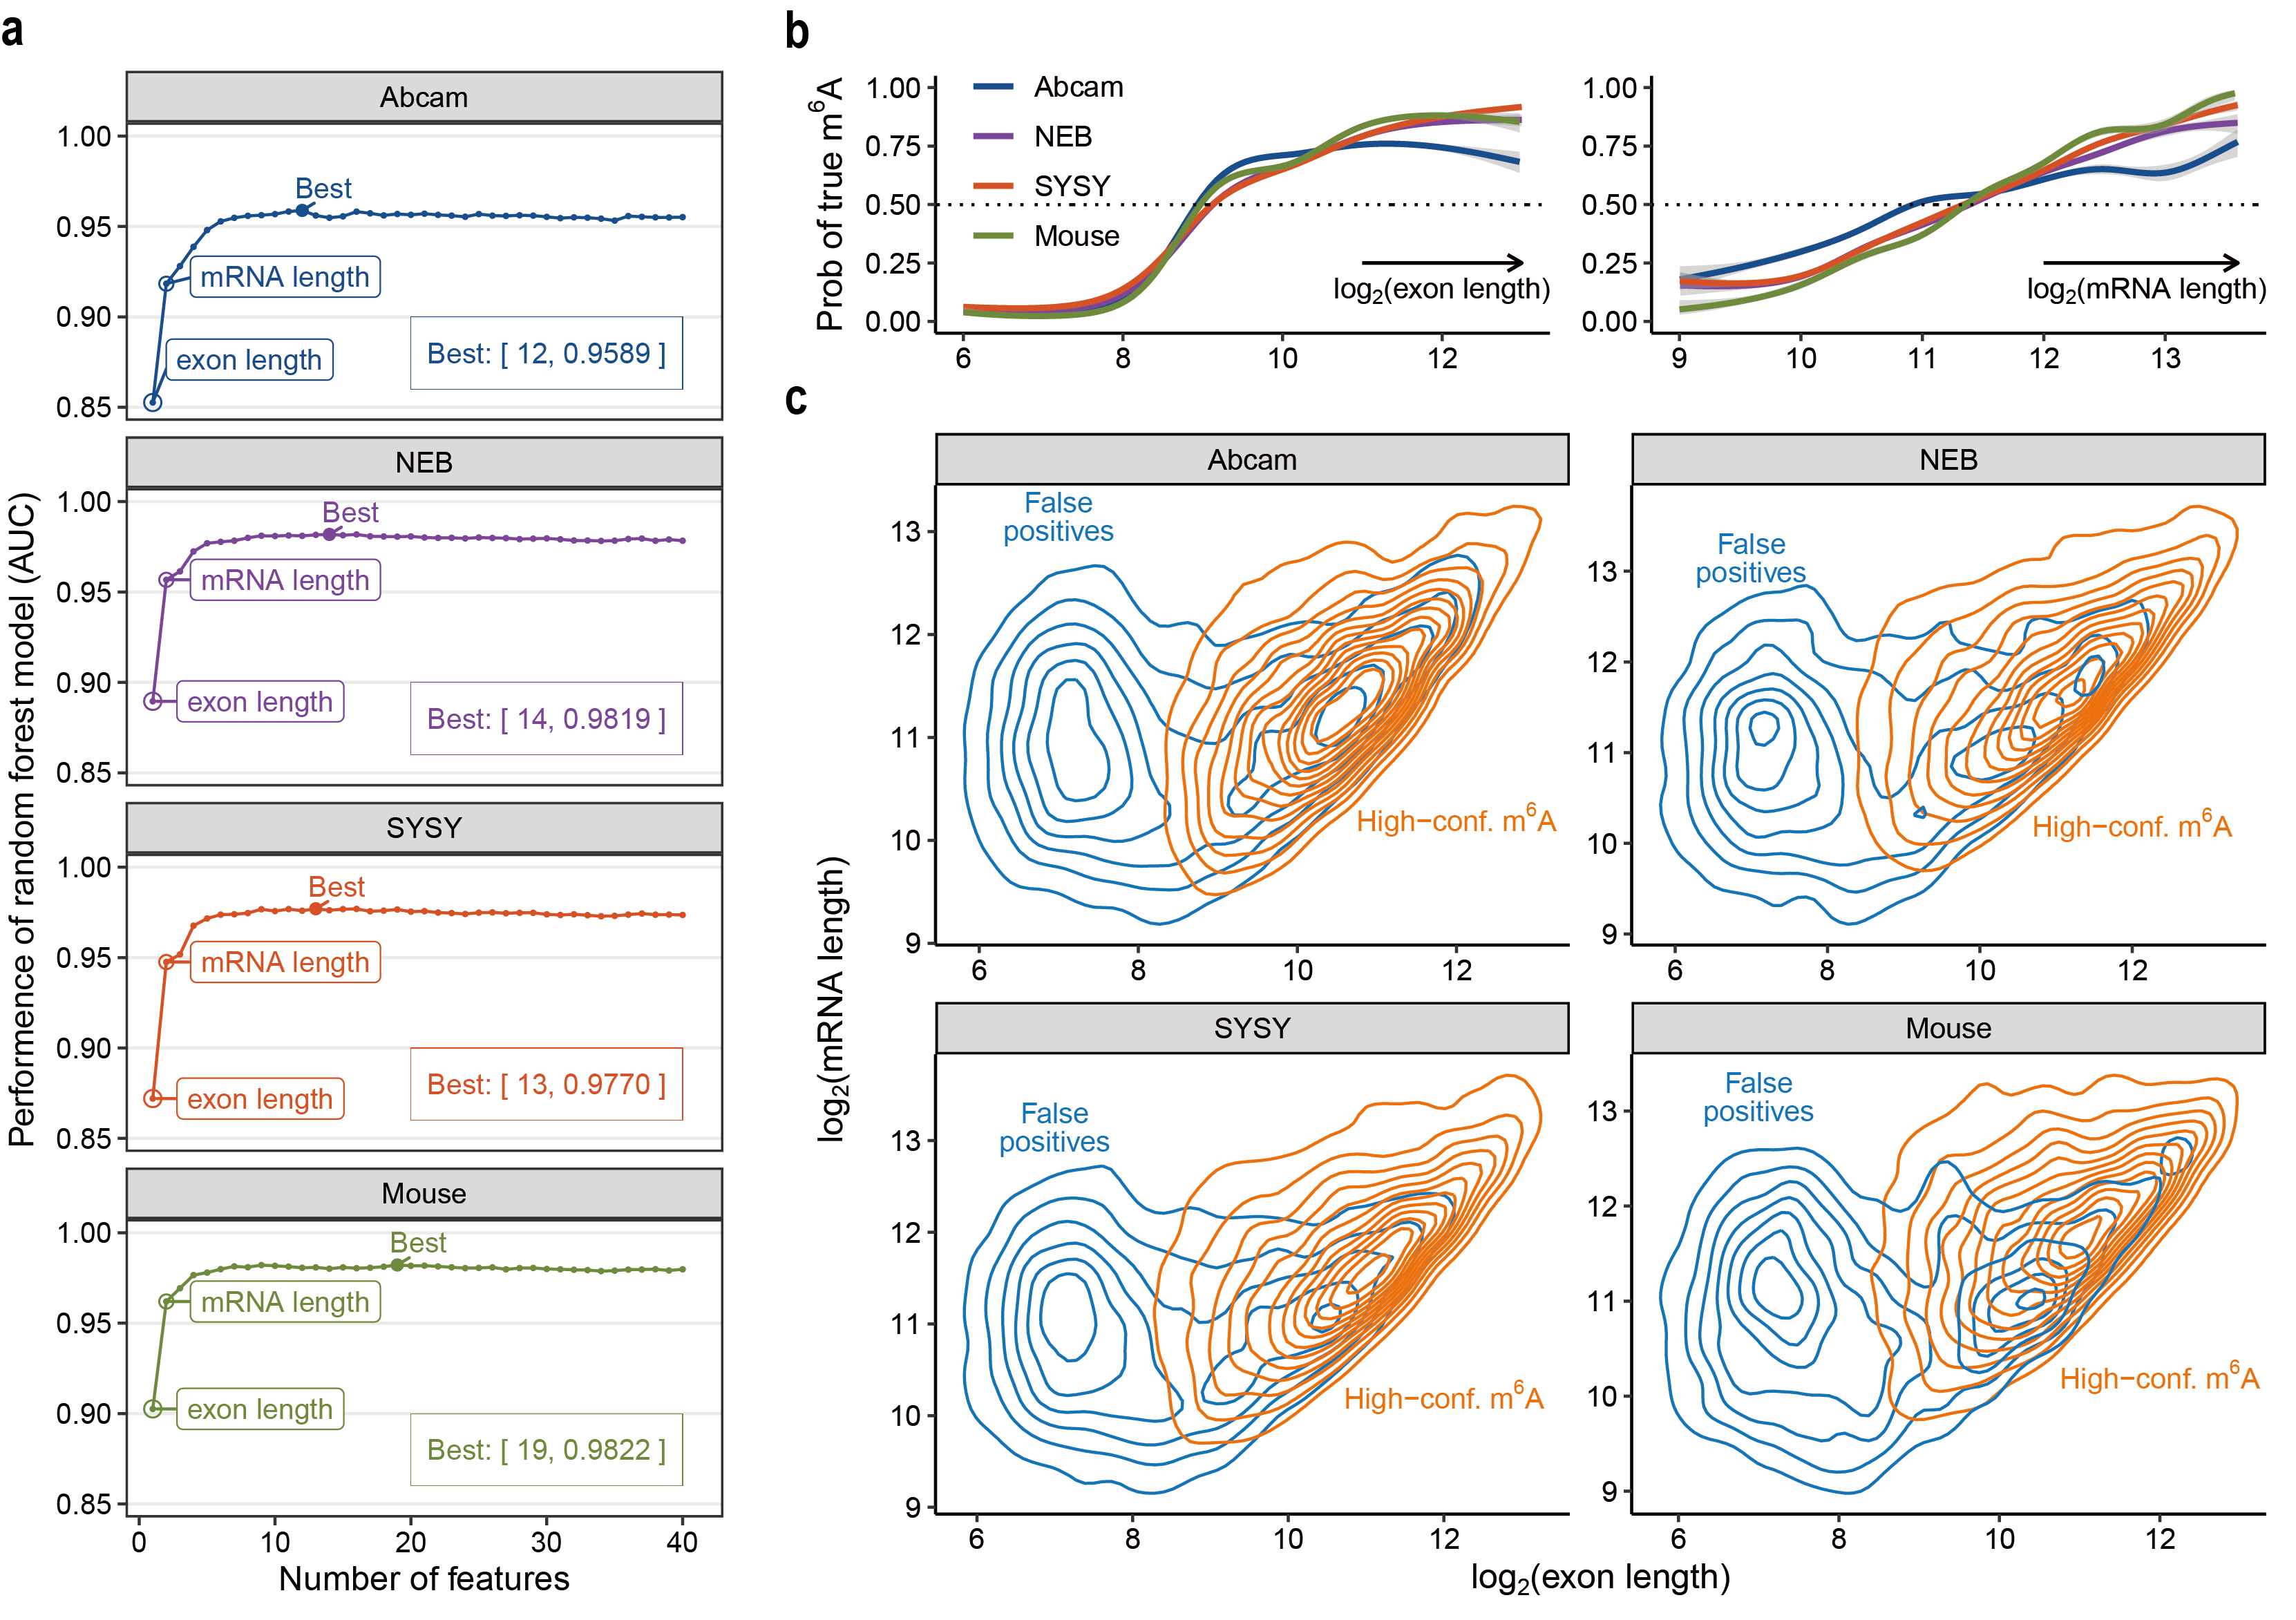 a
Performence of random forest model (AUC)
Abcam
1.00
0.95
0.90
0.85
Best
mRNA length
exon length
Best: [ 12, 0.9589 ]
NEB
1.00
0.95
0.90
0.85
Best
mRNA length
exon length
Best: [ 14, 0.9819 ]
SYSY
1.00
0.95
0.90
0.85
Best
mRNA length
exon length
Best: [ 13, 0.9770 ]
Mouse
1.00
0.95
0.90
0.85
Best
mRNA length
exon length
Best: [ 19, 0.9822 ]
0 10 20 30 40
Number of features
b
Prob of true m⁶A
1.00
0.75
0.50
0.25
0.00
Abcam
NEB
SYSY
Mouse
log₂(exon length)
6 8 10 12
1.00
0.75
0.50
0.25
0.00
log₂(mRNA length)
9 10 11 12 13
c
log₂(mRNA length)
Abcam
False
positives
High−conf. m⁶A
13
12
11
10
9
6 8 10 12
NEB
False
positives
High−conf. m⁶A
13
12
11
10
9
6 8 10 12
SYSY
False
positives
High−conf. m⁶A
13
12
11
10
9
6 8 10 12
Mouse
False
positives
High−conf. m⁶A
13
12
11
10
9
6 8 10 12
log₂(exon length)